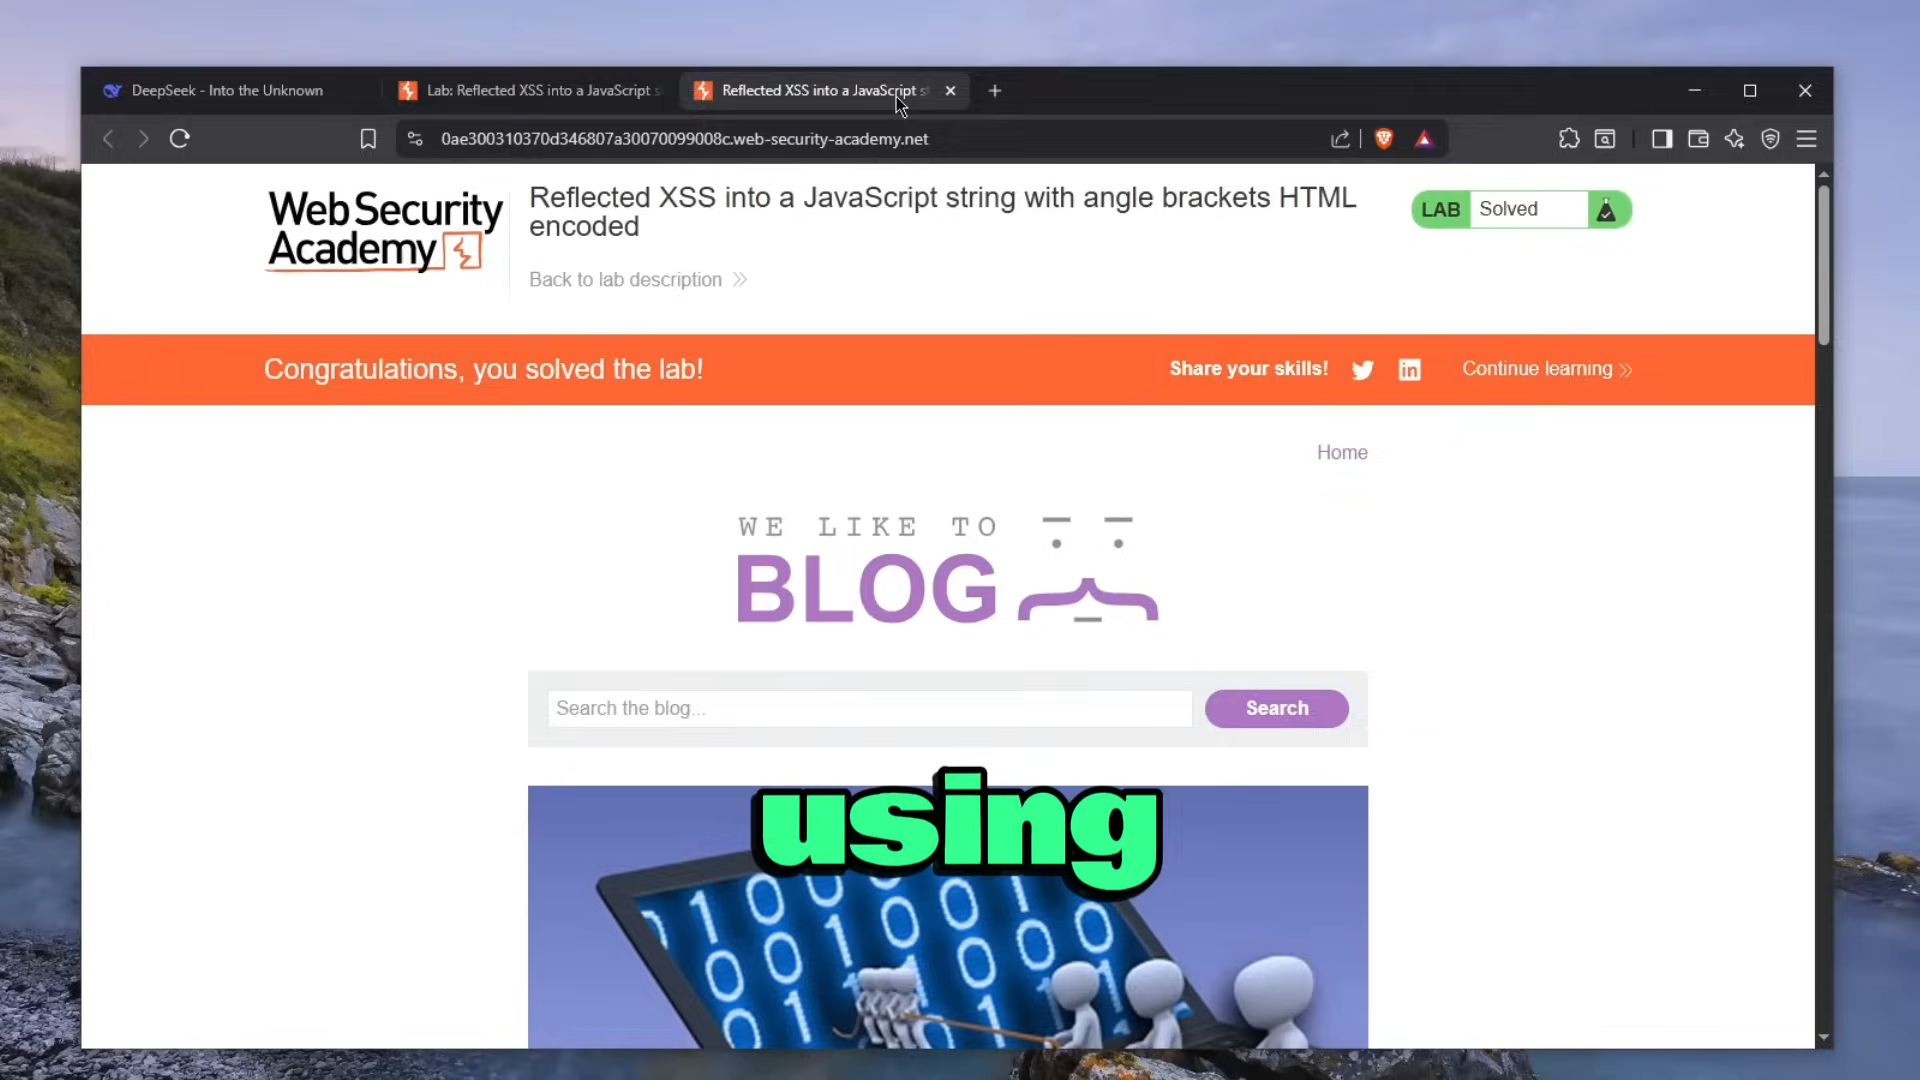 DeepSeek - Into the Unknown
Lab: Reflected XSS into a JavaScript s
Reflected XSS into a JavaScript st
0ae300310370d346807a30070099008c.web-security-academy.net
Web Security
Academy
Reflected XSS into a JavaScript string with angle brackets HTML
encoded
LAB Solved
Back to lab description
Congratulations, you solved the lab!
Share your skills!
Continue learning
Home
WE LIKE TO
BLOG
Search the blog...
Search
using